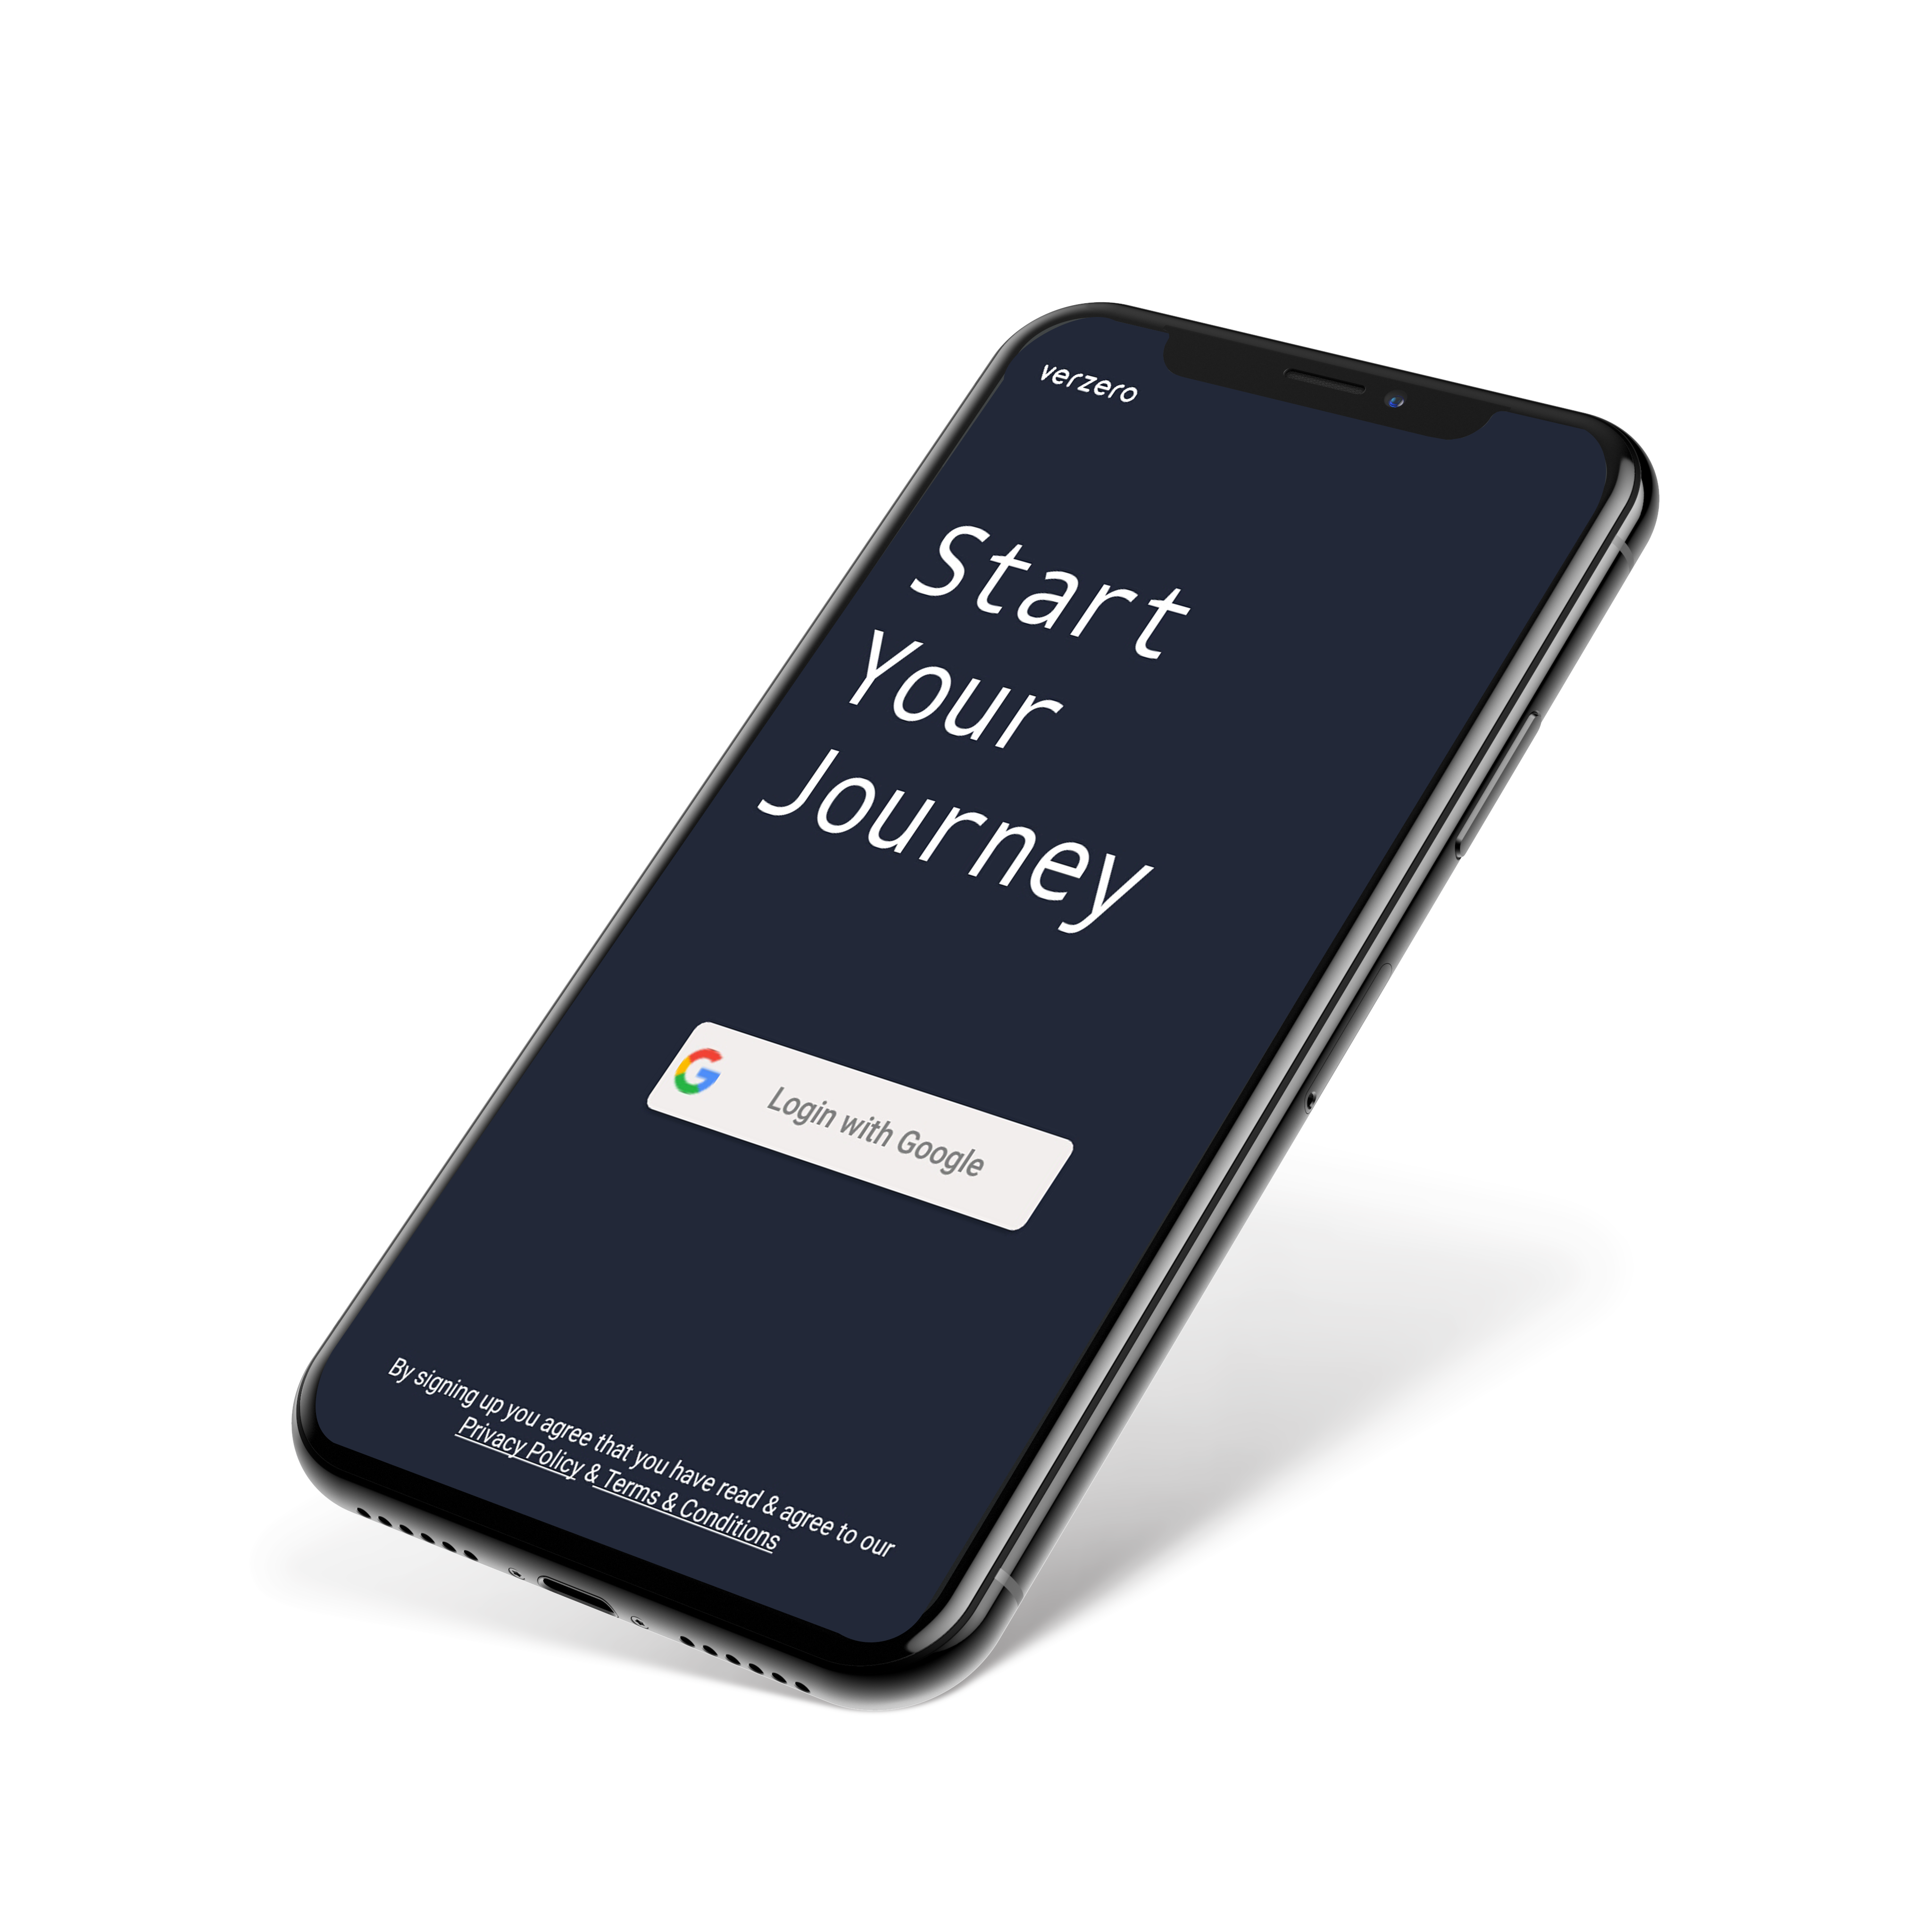 verzero
Start
Your
Journey
Login with Google
By signing up you agree that you have read & agree to our
Privacy Policy & Terms & Conditions